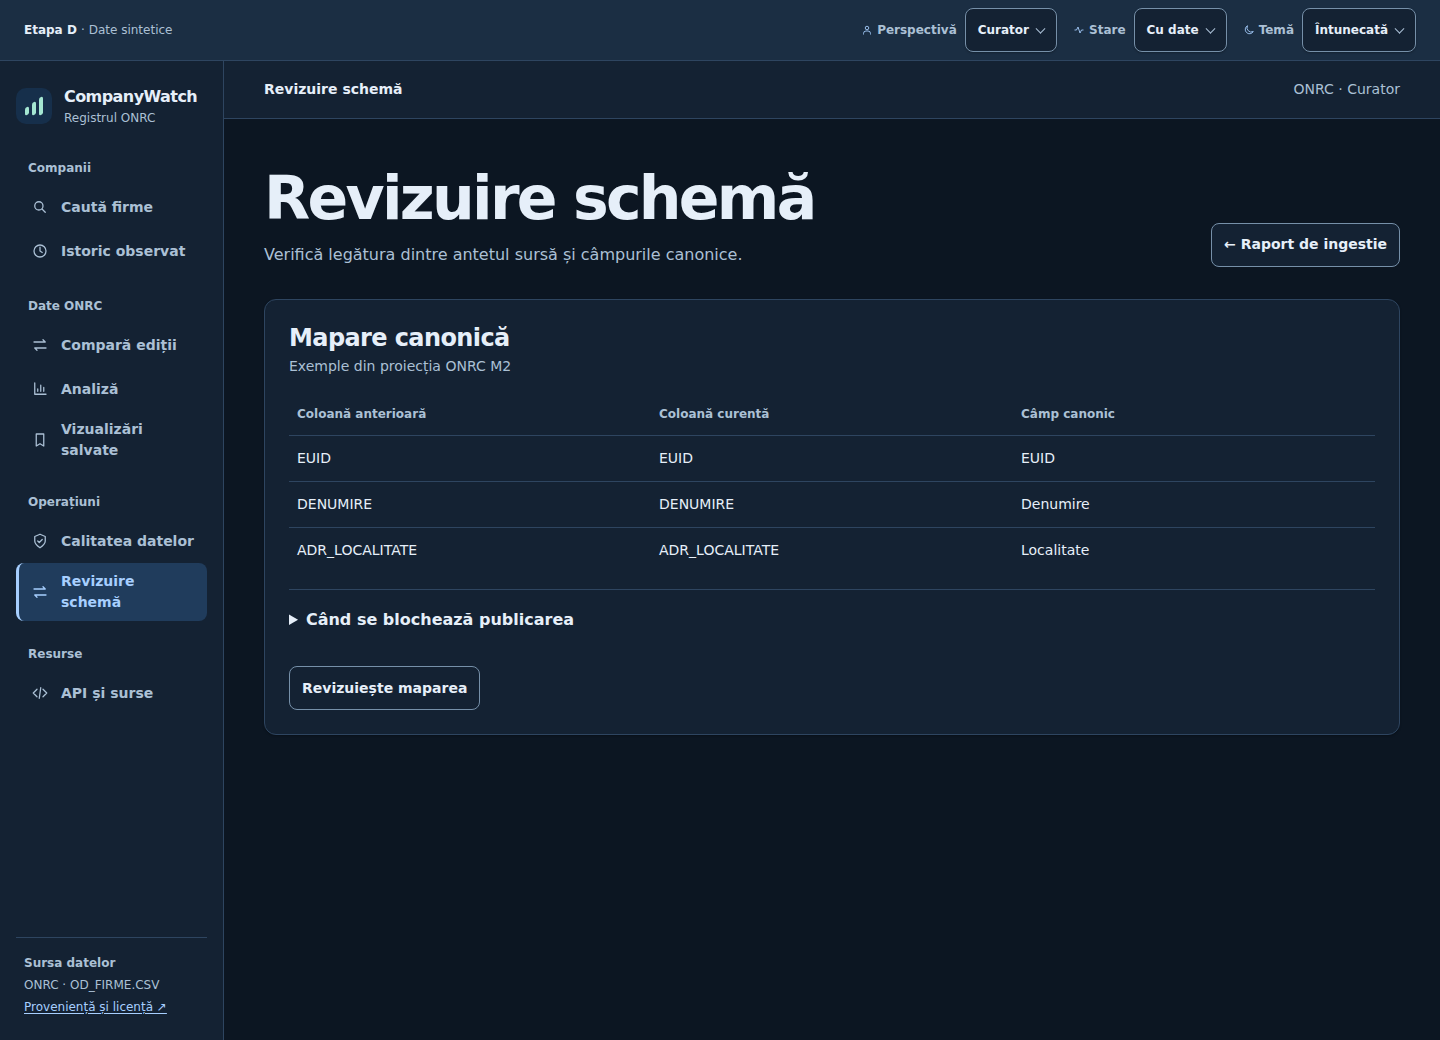 Etapa D · Date sintetice
Perspectivă Curator Stare Cu date Temă Întunecată
CompanyWatch
Registrul ONRC
Companii
Caută firme
Istoric observat
Date ONRC
Compară ediții
Analiză
Vizualizări
salvate
Operațiuni
Calitatea datelor
Revizuire
schemă
Resurse
API și surse
Sursa datelor
ONRC · OD_FIRME.CSV
Proveniență și licență ↗
Revizuire schemă
ONRC · Curator
Revizuire schemă
Verifică legătura dintre antetul sursă și câmpurile canonice.
← Raport de ingestie
Mapare canonică
Exemple din proiecția ONRC M2
Coloană anterioară Coloană curentă Câmp canonic
EUID EUID EUID
DENUMIRE DENUMIRE Denumire
ADR_LOCALITATE ADR_LOCALITATE Localitate
Când se blochează publicarea
Revizuiește maparea